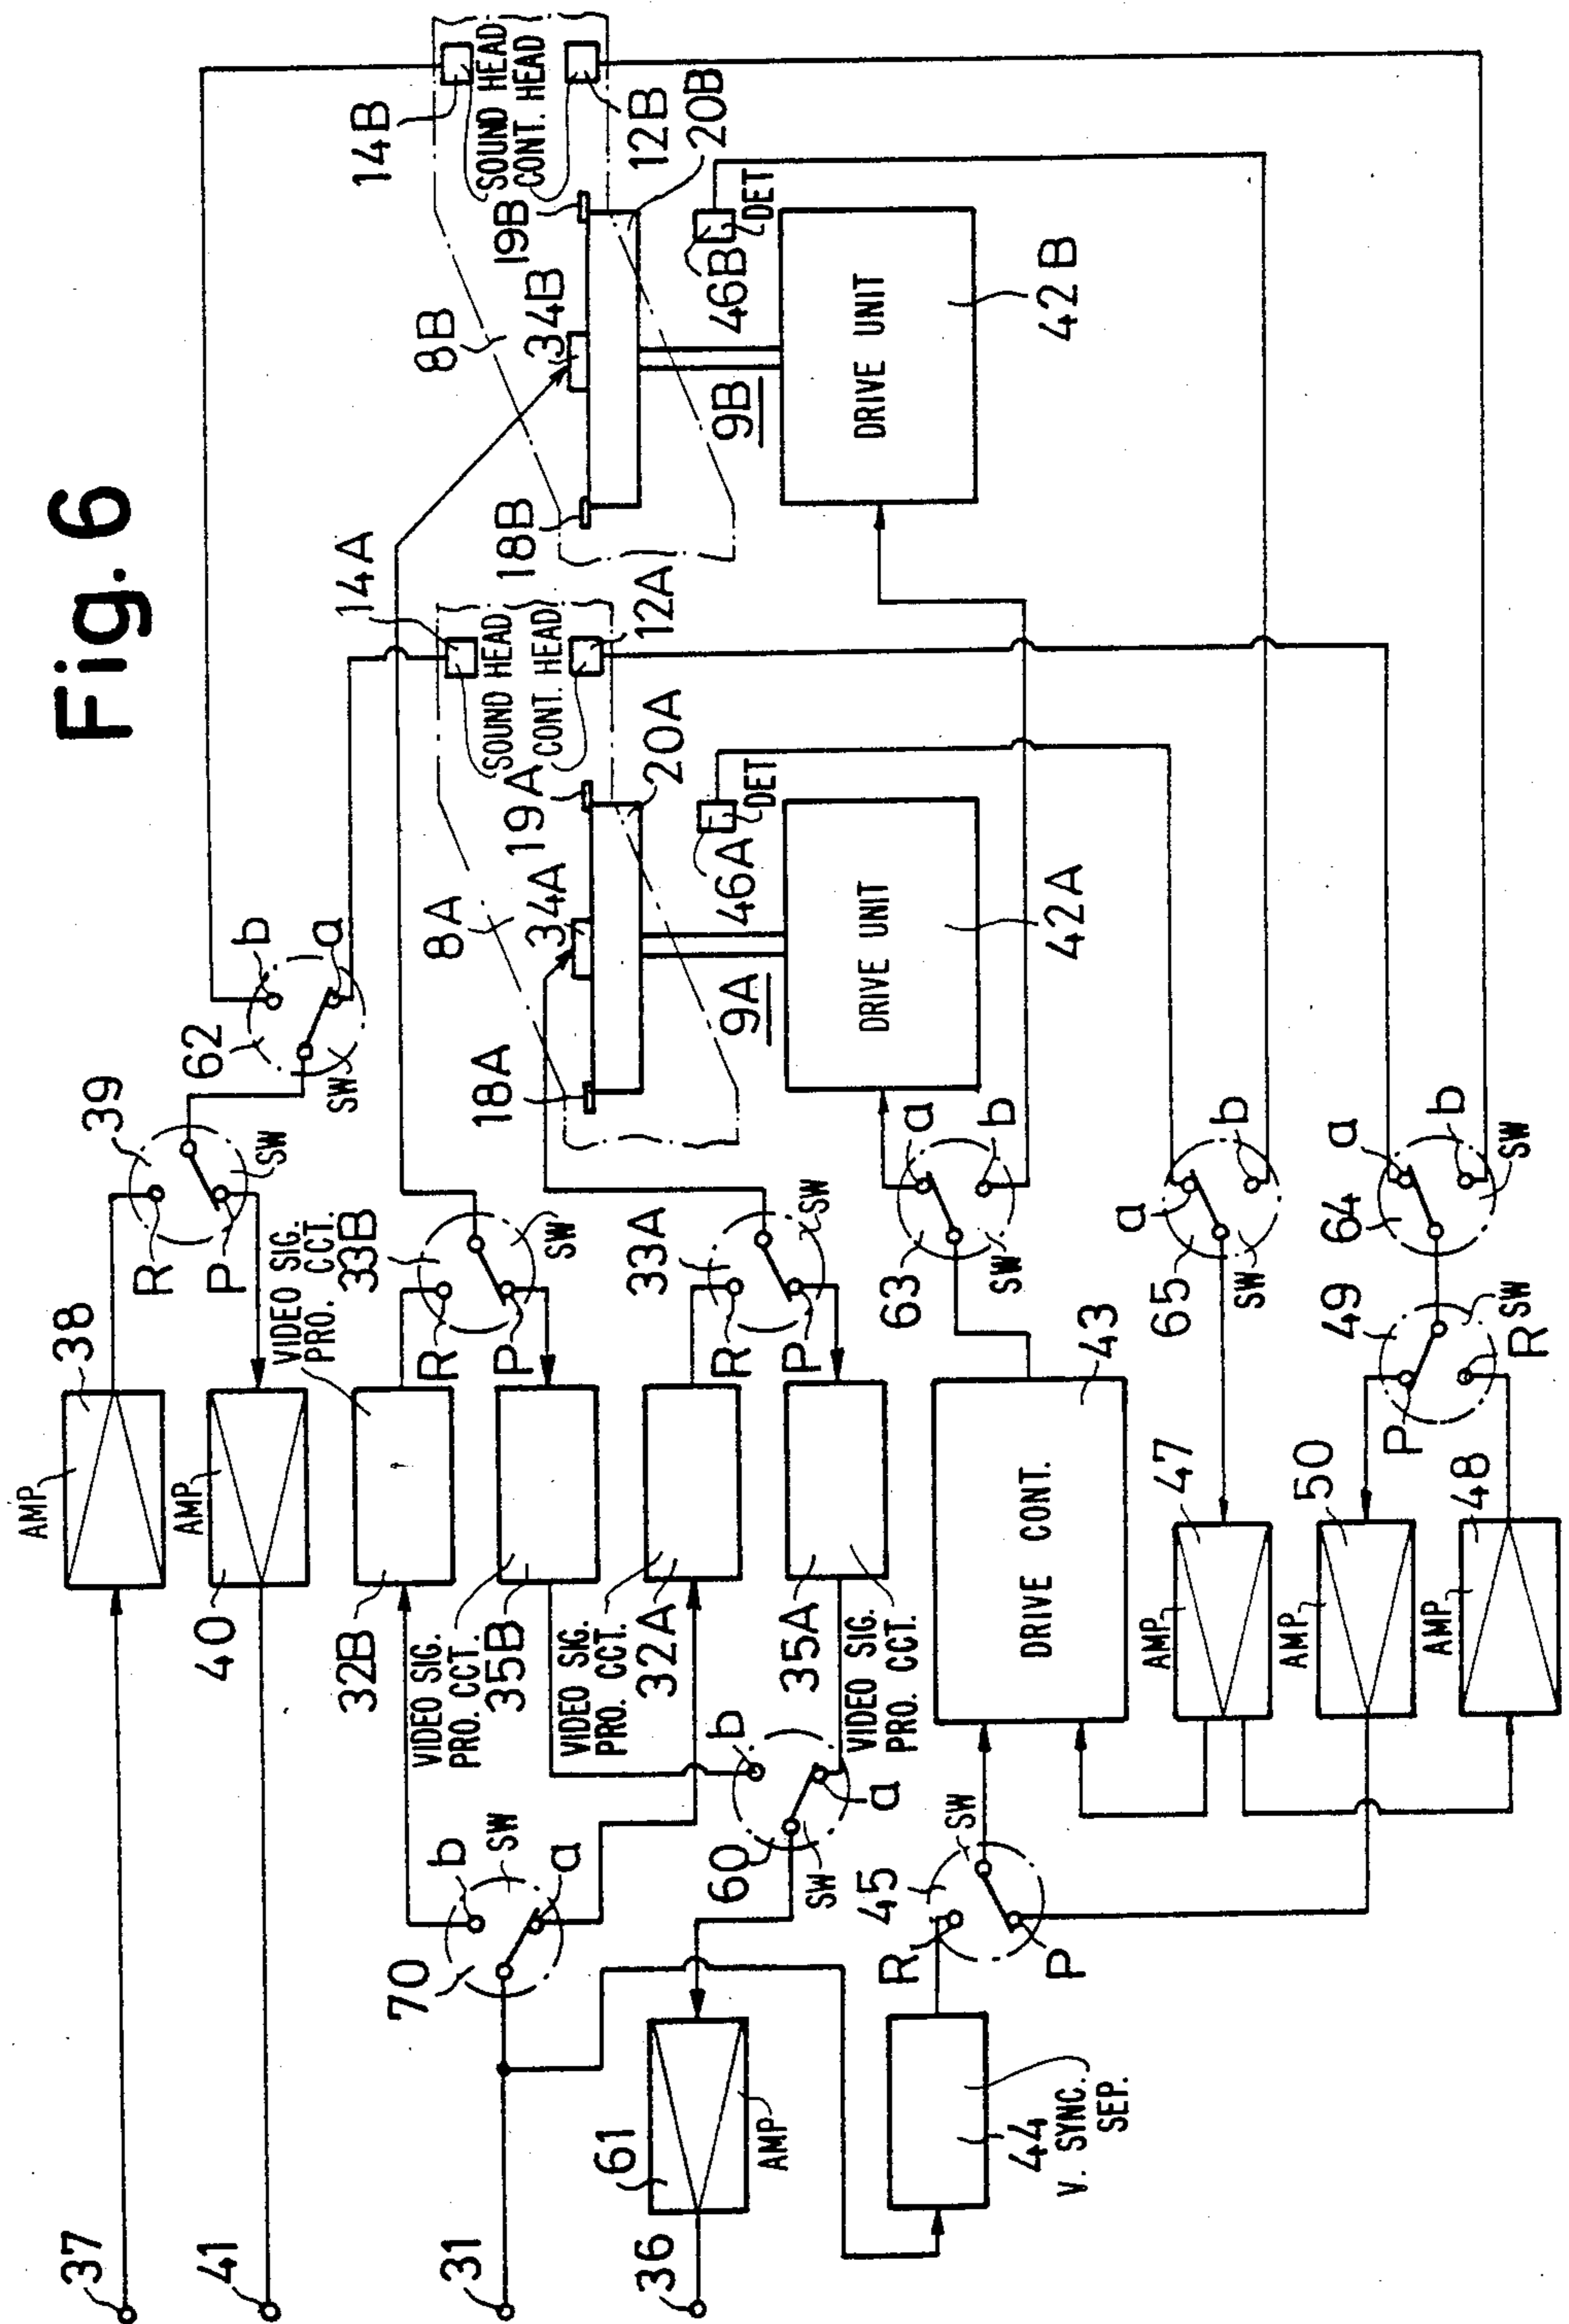 Fig. 6
37
41
31
36
AMP
38
AMP
40
39
R
P
SW
62
b
a
SW
14A
14B
SOUND HEAD
CONT. HEAD
12B
20B
19B
34B
8B
18B
9B
46B
DET
DRIVE UNIT
42B
SOUND HEAD
CONT. HEAD
12A
20A
19A
34A
8A
18A
9A
46A
DET
DRIVE UNIT
42A
VIDEO SIG.
PRO. CCT.
32B
33B
R
P
SW
VIDEO SIG.
PRO. CCT.
35B
VIDEO SIG.
PRO. CCT.
32A
33A
R
P
SW
35A
VIDEO SIG.
PRO. CCT.
70
b
a
SW
60
b
a
SW
61
AMP
44
V. SYNC.
SEP.
45
R
P
SW
DRIVE CONT.
43
63
a
b
SW
AMP
47
65
a
b
SW
AMP
50
AMP
48
49
P
R
SW
64
a
b
SW